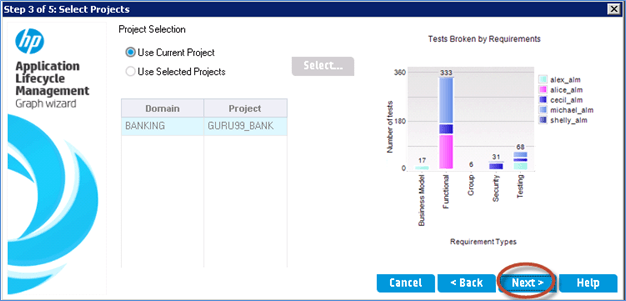 Step 3 of 5: Select Projects
hp
Application
Lifecycle
Management
Graph wizard
Project Selection
Use Current Project
Use Selected Projects
Select...
Domain Project
BANKING GURU99_BANK
Tests Broken by Requirements
Number of tests
360
180
0
17
333
6
31
68
Business Model
Functional
Group
Security
Testing
Requirement Types
alex_alm
alice_alm
cecil_alm
michael_alm
shelly_alm
Cancel < Back Next > Help